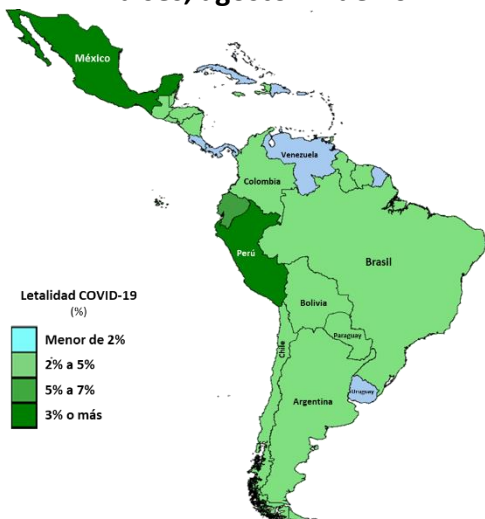 agosto
México
Venezuela
Colombia
Perú
Brasil
Letalidad COVID-19
(%)
Bolivia
Menor de 2%
Paraguay
Chile
2% a 5%
5% a 7%
Uruguay
Argentina
3% o más